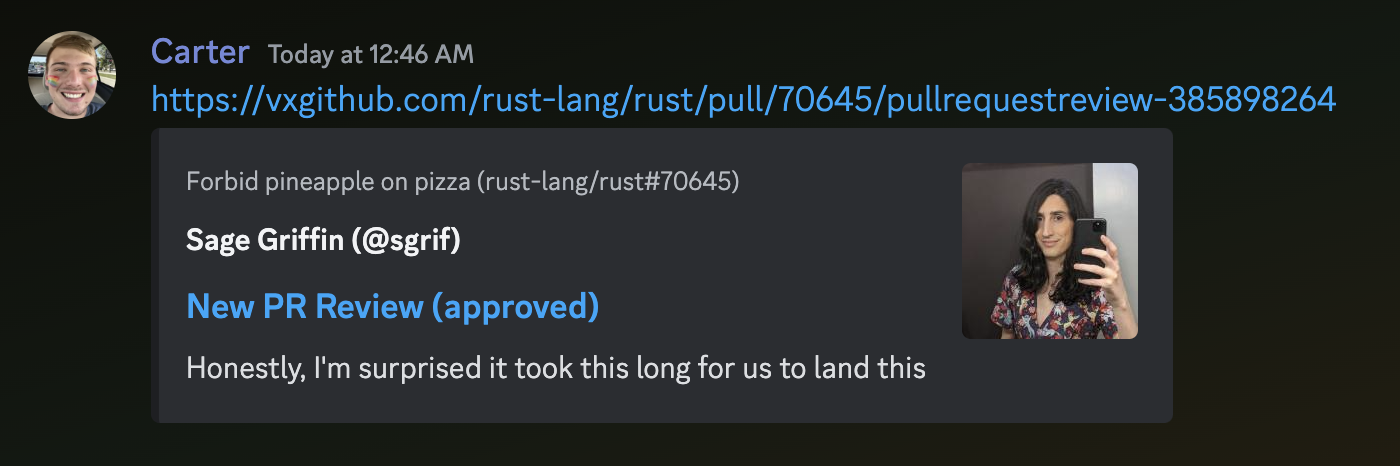 Carter Today at 12:46 AM
https://vxgithub.com/rust-lang/rust/pull/70645/pullrequestreview-385898264
Forbid pineapple on pizza (rust-lang/rust#70645)
Sage Griffin (@sgrif)
New PR Review (approved)
Honestly, I'm surprised it took this long for us to land this